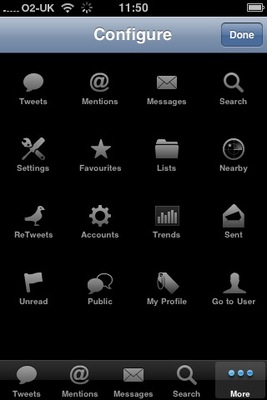 O2-UK 11:50
Configure Done
Tweets Mentions Messages Search
Settings Favourites Lists Nearby
ReTweets Accounts Trends Sent
Unread Public My Profile Go to User
Tweets Mentions Messages Search More